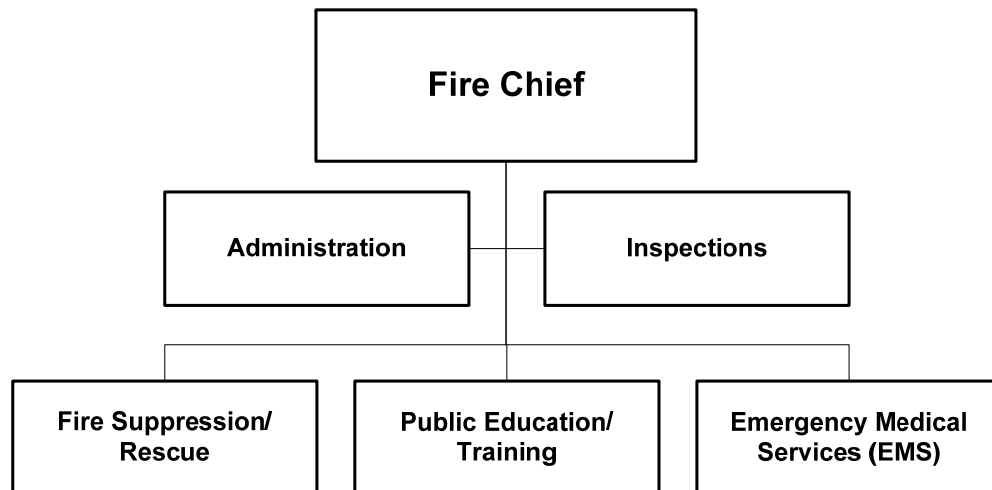 Fire Chief
Administration
Inspections
Fire Suppression/
Rescue
Public Education/
Training
Emergency Medical
Services (EMS)